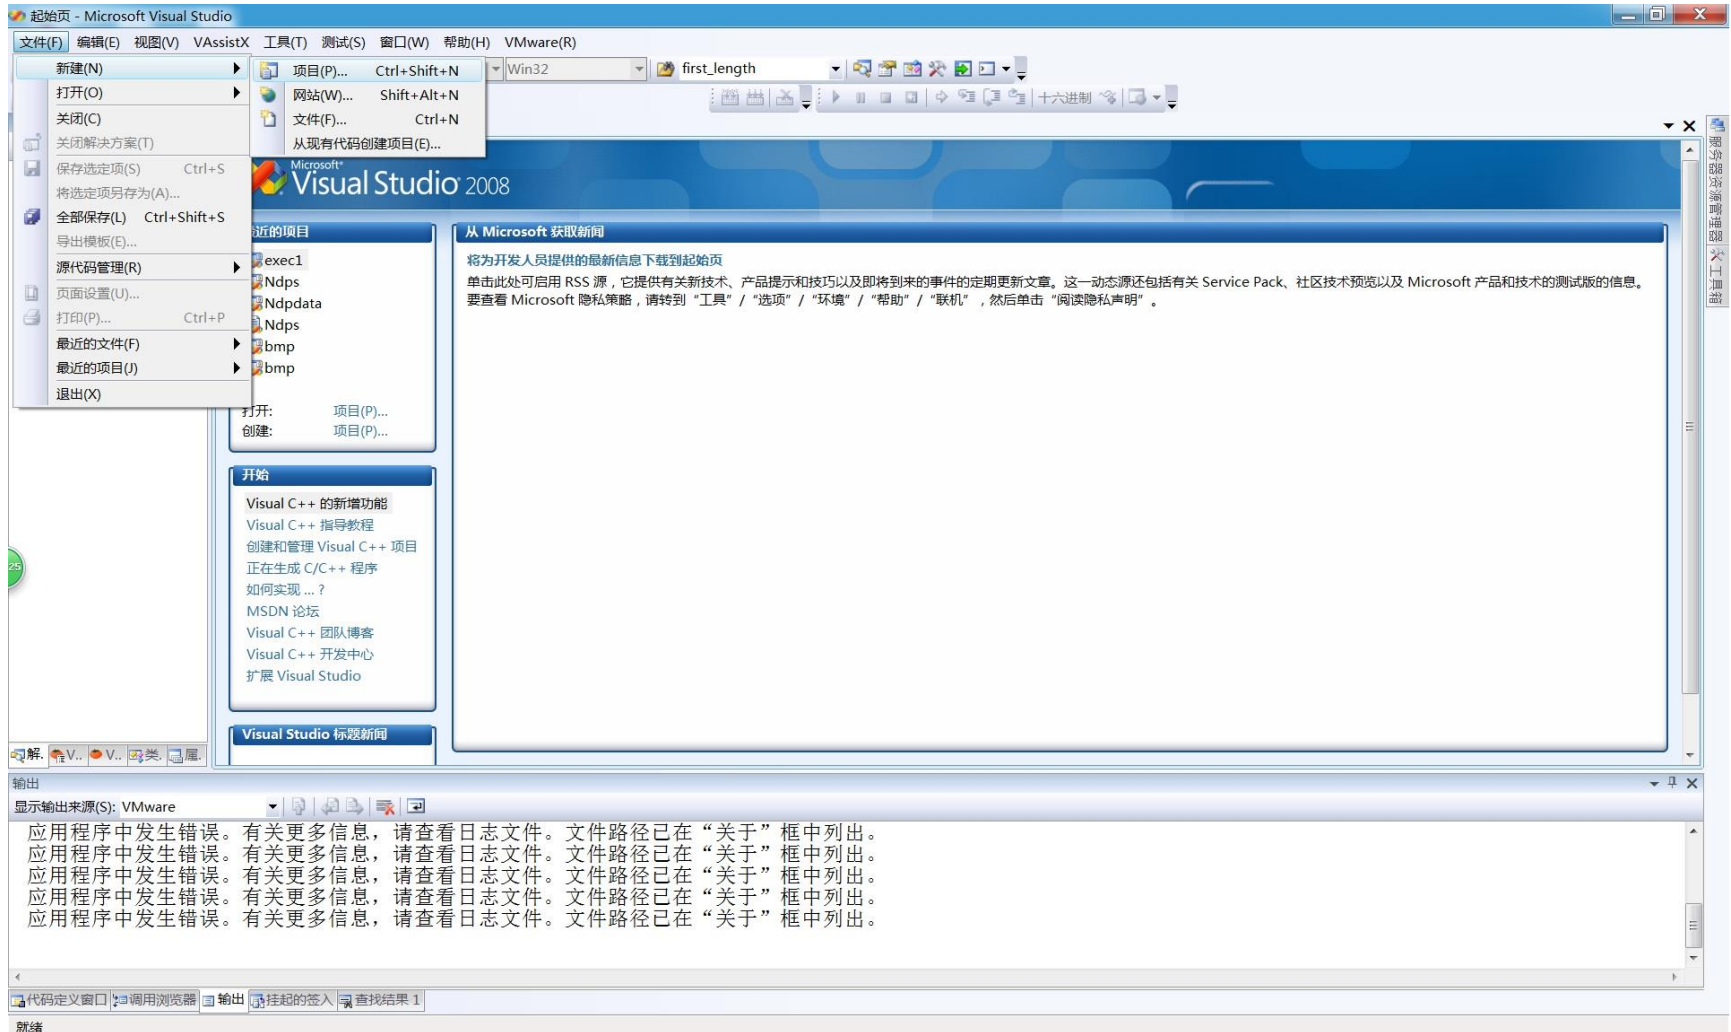 起始页 - Microsoft Visual Studio
文件(F) 编辑(E) 视图(V) VAssistX 工具(T) 测试(S) 窗口(W) 帮助(H) VMware(R)
新建(N)
打开(O)
关闭(C)
关闭解决方案(T)
保存选定项(S) Ctrl+S
将选定项另存为(A)...
全部保存(L) Ctrl+Shift+S
导出模板(E)...
源代码管理(R)
页面设置(U)...
打印(P)... Ctrl+P
最近的文件(F)
最近的项目(J)
退出(X)
项目(P)... Ctrl+Shift+N
网站(W)... Shift+Alt+N
文件(F)... Ctrl+N
从现有代码创建项目(E)...
Win32
first_length
十六进制
Microsoft
Visual Studio 2008
近的项目
exec1
Ndps
Ndpdata
Ndps
bmp
bmp
打开: 项目(P)...
创建: 项目(P)...
开始
Visual C++ 的新增功能
Visual C++ 指导教程
创建和管理 Visual C++ 项目
正在生成 C/C++ 程序
如何实现 ... ?
MSDN 论坛
Visual C++ 团队博客
Visual C++ 开发中心
扩展 Visual Studio
Visual Studio 标题新闻
从 Microsoft 获取新闻
将为开发人员提供的最新信息下载到起始页
单击此处可启用 RSS 源，它提供有关新技术、产品提示和技巧以及即将到来的事件的定期更新文章。这一动态源还包括有关 Service Pack、社区技术预览以及 Microsoft 产品和技术的测试版的信息。
要查看 Microsoft 隐私策略，请转到“工具”/“选项”/“环境”/“帮助”/“联机”，然后单击“阅读隐私声明”。
服务器资源管理器
工具箱
25
解. V.. V.. 类. 属.
输出
显示输出来源(S): VMware
应用程序中发生错误。有关更多信息，请查看日志文件。文件路径已在“关于”框中列出。
应用程序中发生错误。有关更多信息，请查看日志文件。文件路径已在“关于”框中列出。
应用程序中发生错误。有关更多信息，请查看日志文件。文件路径已在“关于”框中列出。
应用程序中发生错误。有关更多信息，请查看日志文件。文件路径已在“关于”框中列出。
应用程序中发生错误。有关更多信息，请查看日志文件。文件路径已在“关于”框中列出。
代码定义窗口 调用浏览器 输出 挂起的签入 查找结果 1
就绪